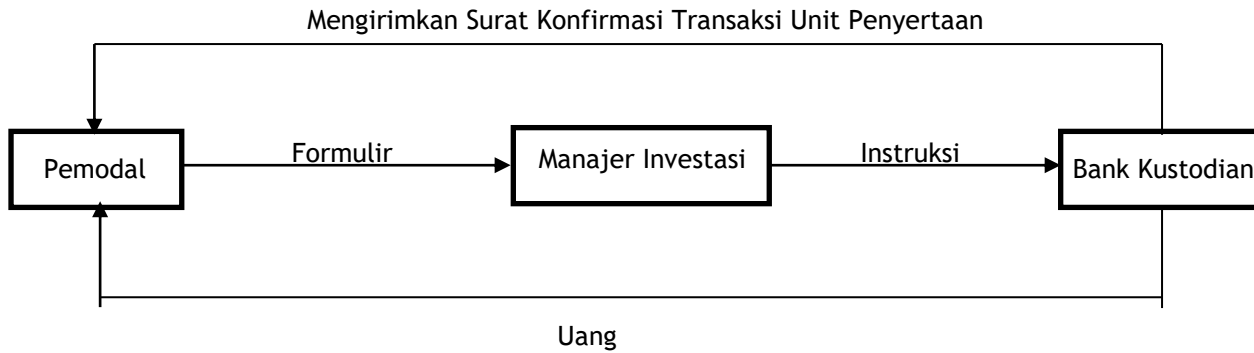 Mengirimkan Surat Konfirmasi Transaksi Unit Penyertaan
Pemodal
Formulir
Manajer Investasi
Instruksi
Bank Kustodian
Uang